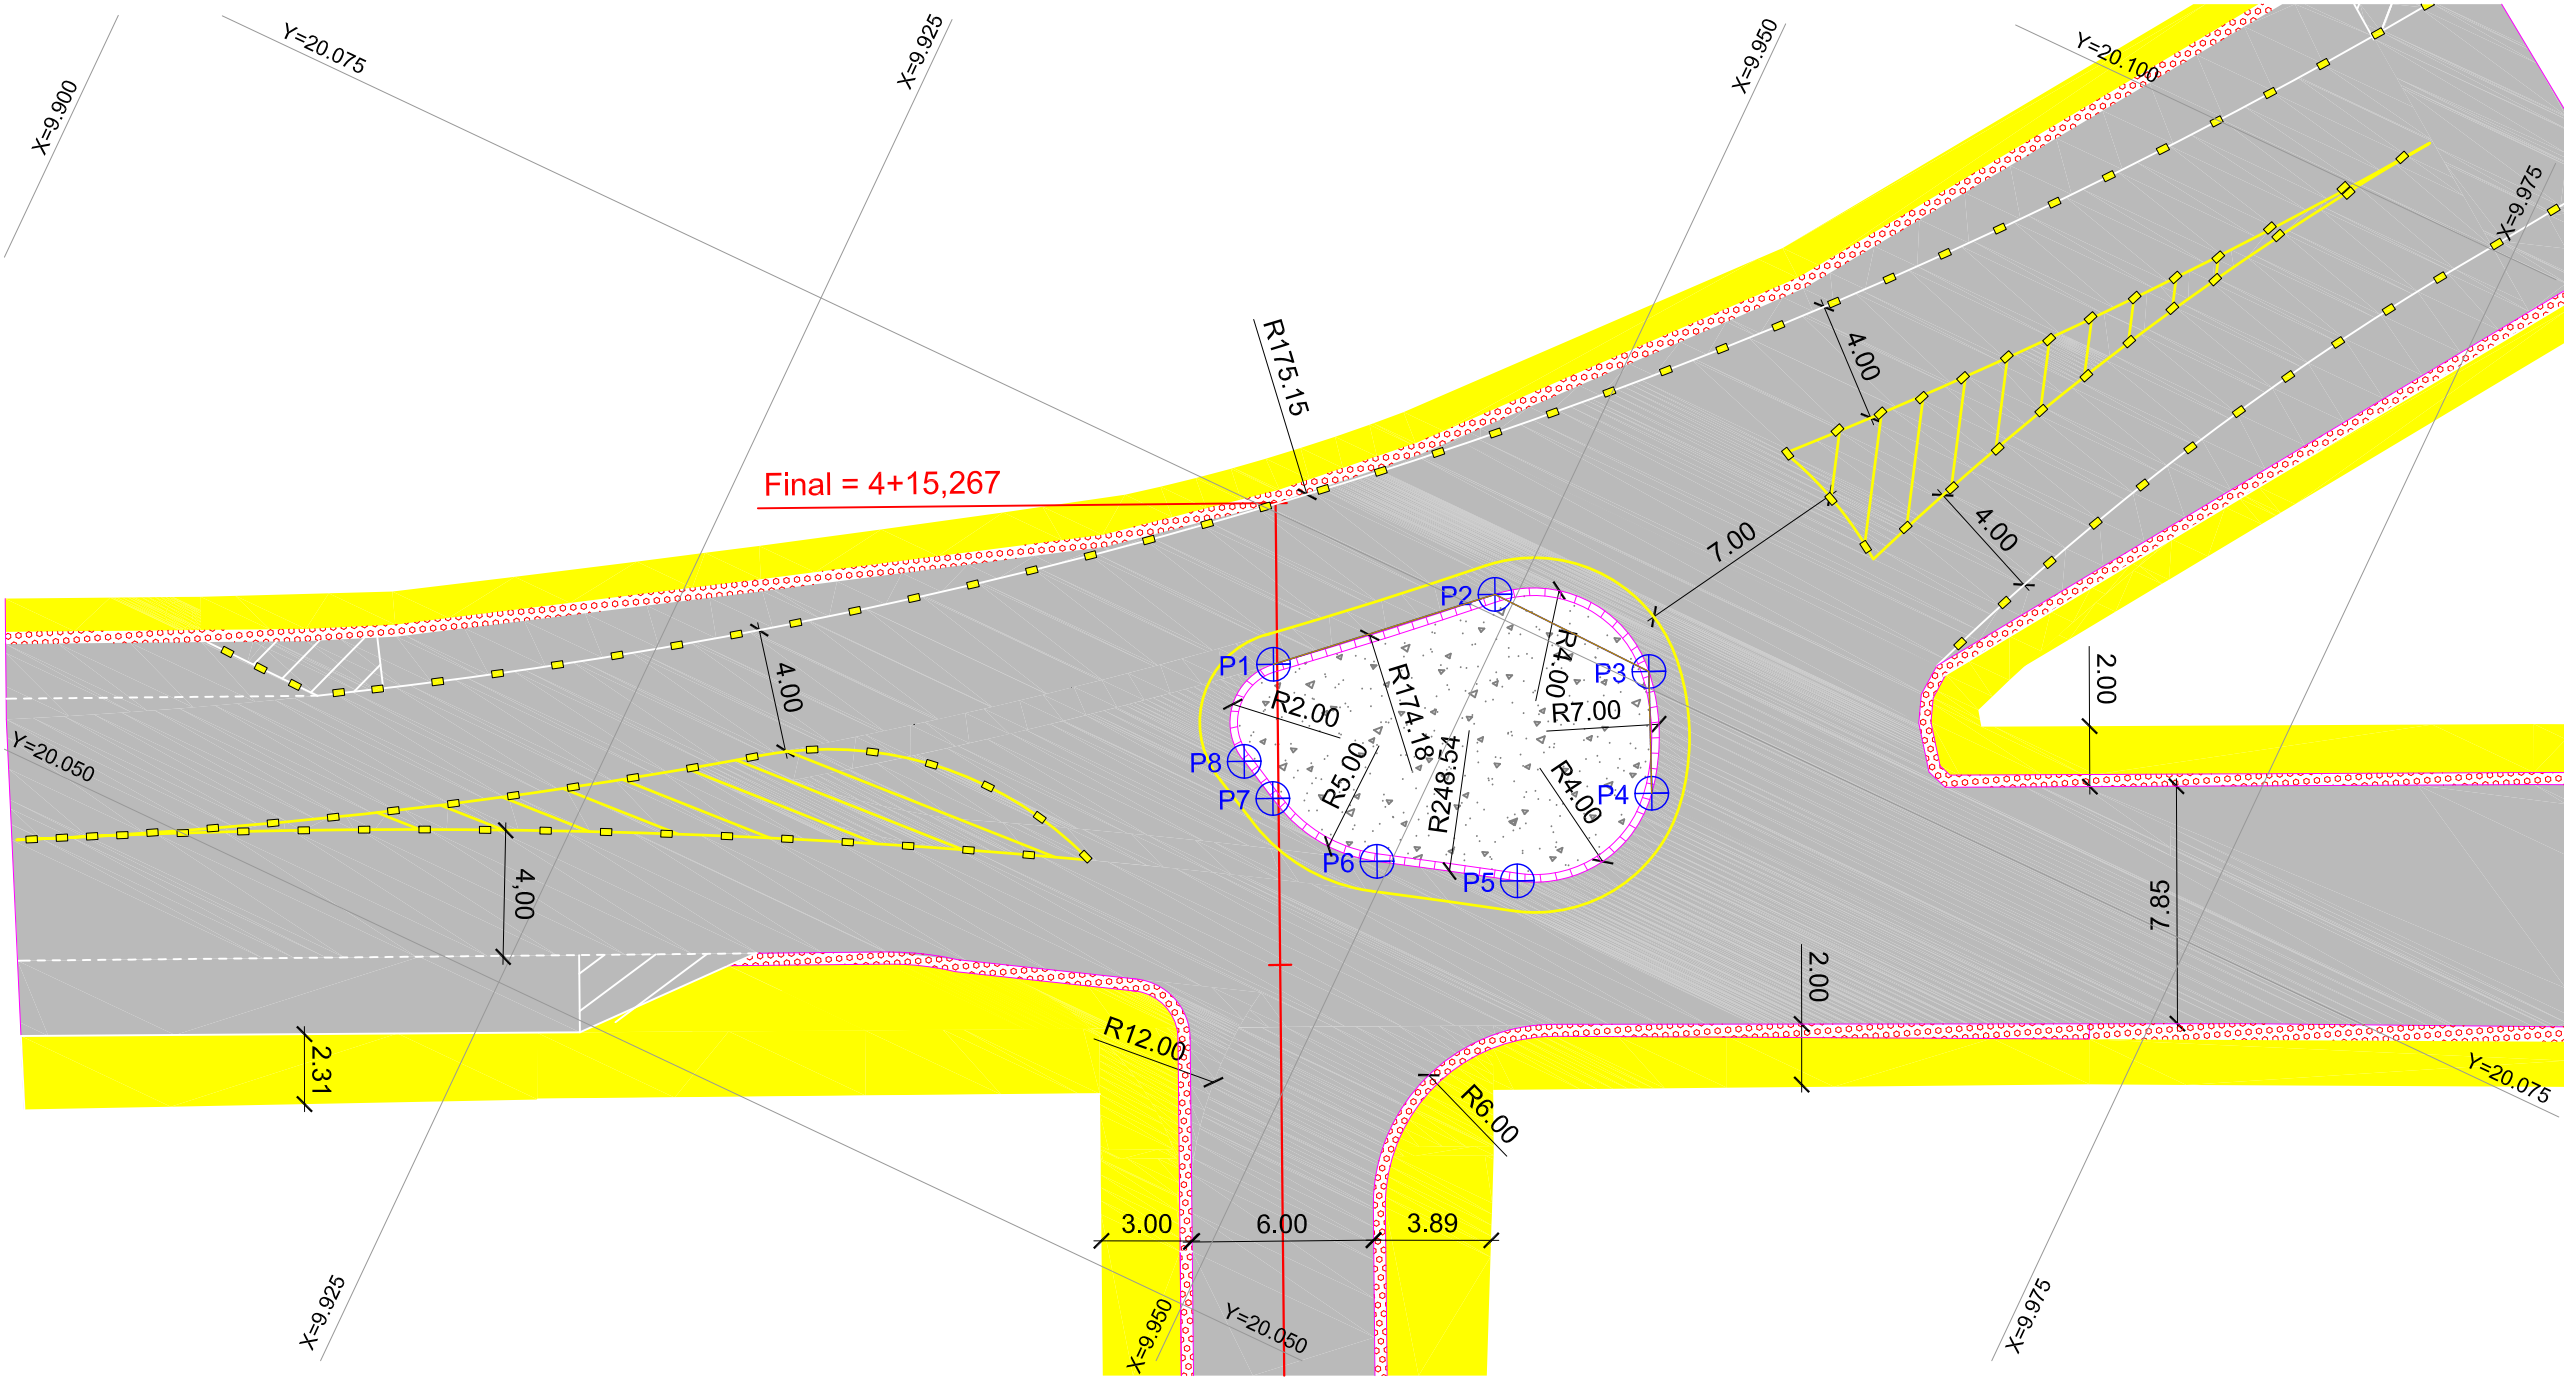 X=9.900
Y=20.075
X=9.925
X=9.950
Y=20.100
X=9.975
R175.15
4.00
Final = 4+15,267
7.00
4.00
P2
P1
R4.00
P3
R174.18
R2.00
R7.00
4.00
2.00
Y=20.050
P8
R5.00
R248.54
R4.00
P4
P7
P6
P5
4,00
7.85
2.00
R12.00
2.31
R6.00
Y=20.075
3.00
6.00
3.89
X=9.925
X=9.950
Y=20.050
X=9.975